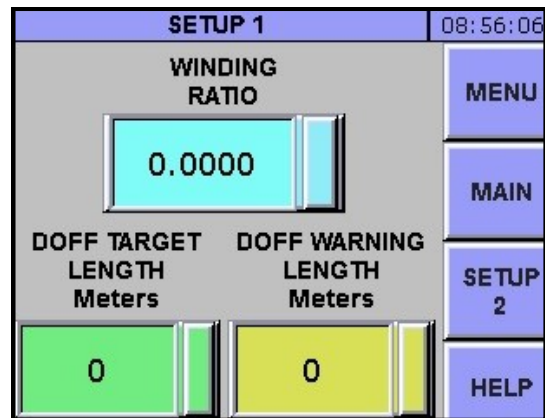 SETUP 1
08:56:06
WINDING
RATIO
0.0000
DOFF TARGET
LENGTH
Meters
DOFF WARNING
LENGTH
Meters
0
0
MENU
MAIN
SETUP
2
HELP